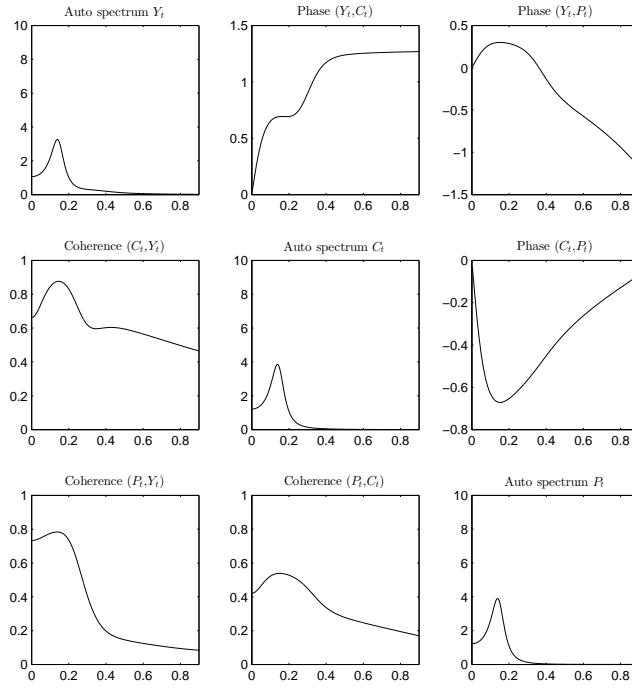 Auto spectrum Y_t
Phase (Y_t,C_t)
Phase (Y_t,P_t)
10
8
6
4
2
0
0 0.2 0.4 0.6 0.8
1.5
1
0.5
0
0 0.2 0.4 0.6 0.8
0.5
0
−0.5
−1
−1.5
0 0.2 0.4 0.6 0.8
Coherence (C_t,Y_t)
Auto spectrum C_t
Phase (C_t,P_t)
1
0.8
0.6
0.4
0.2
0
0 0.2 0.4 0.6 0.8
10
8
6
4
2
0
0 0.2 0.4 0.6 0.8
0
−0.2
−0.4
−0.6
−0.8
0 0.2 0.4 0.6 0.8
Coherence (P_t,Y_t)
Coherence (P_t,C_t)
Auto spectrum P_t
1
0.8
0.6
0.4
0.2
0
0 0.2 0.4 0.6 0.8
1
0.8
0.6
0.4
0.2
0
0 0.2 0.4 0.6 0.8
10
8
6
4
2
0
0 0.2 0.4 0.6 0.8